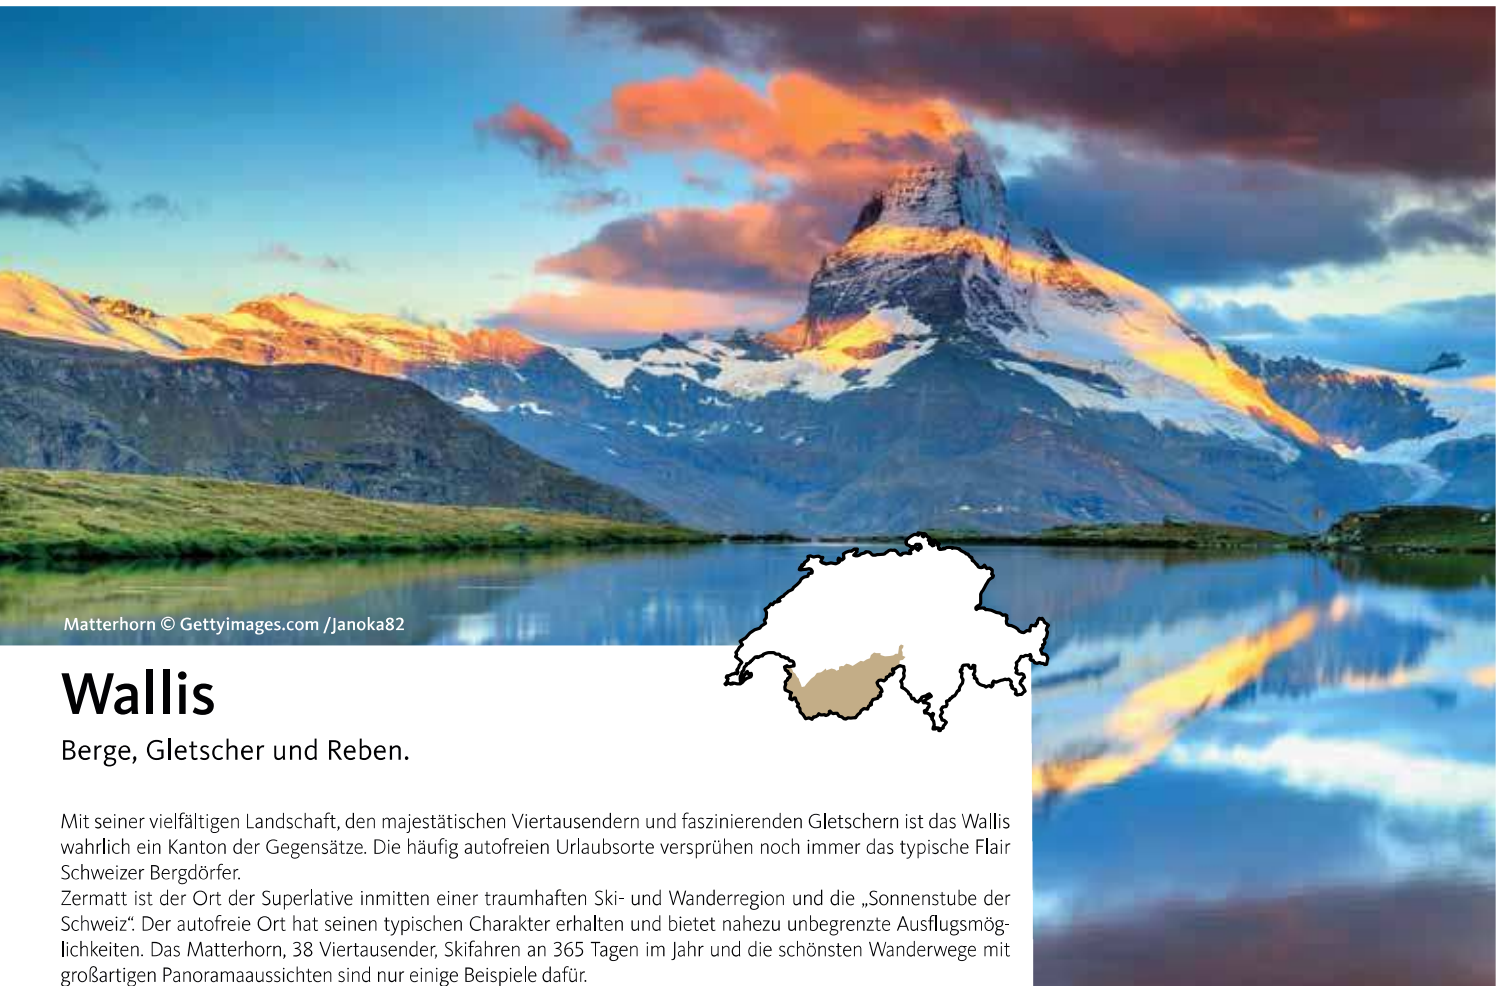 Matterhorn © Gettyimages.com /Janoka82
Wallis
Berge, Gletscher und Reben.
Mit seiner vielfältigen Landschaft, den majestätischen Viertausendern und faszinierenden Gletschern ist das Wallis
wahrlich ein Kanton der Gegensätze. Die häufig autofreien Urlaubsorte versprühen noch immer das typische Flair
Schweizer Bergdörfer.
Zermatt ist der Ort der Superlative inmitten einer traumhaften Ski- und Wanderregion und die „Sonnenstube der
Schweiz“. Der autofreie Ort hat seinen typischen Charakter erhalten und bietet nahezu unbegrenzte Ausflugsmög-
lichkeiten. Das Matterhorn, 38 Viertausender, Skifahren an 365 Tagen im Jahr und die schönsten Wanderwege mit
großartigen Panoramaaussichten sind nur einige Beispiele dafür.